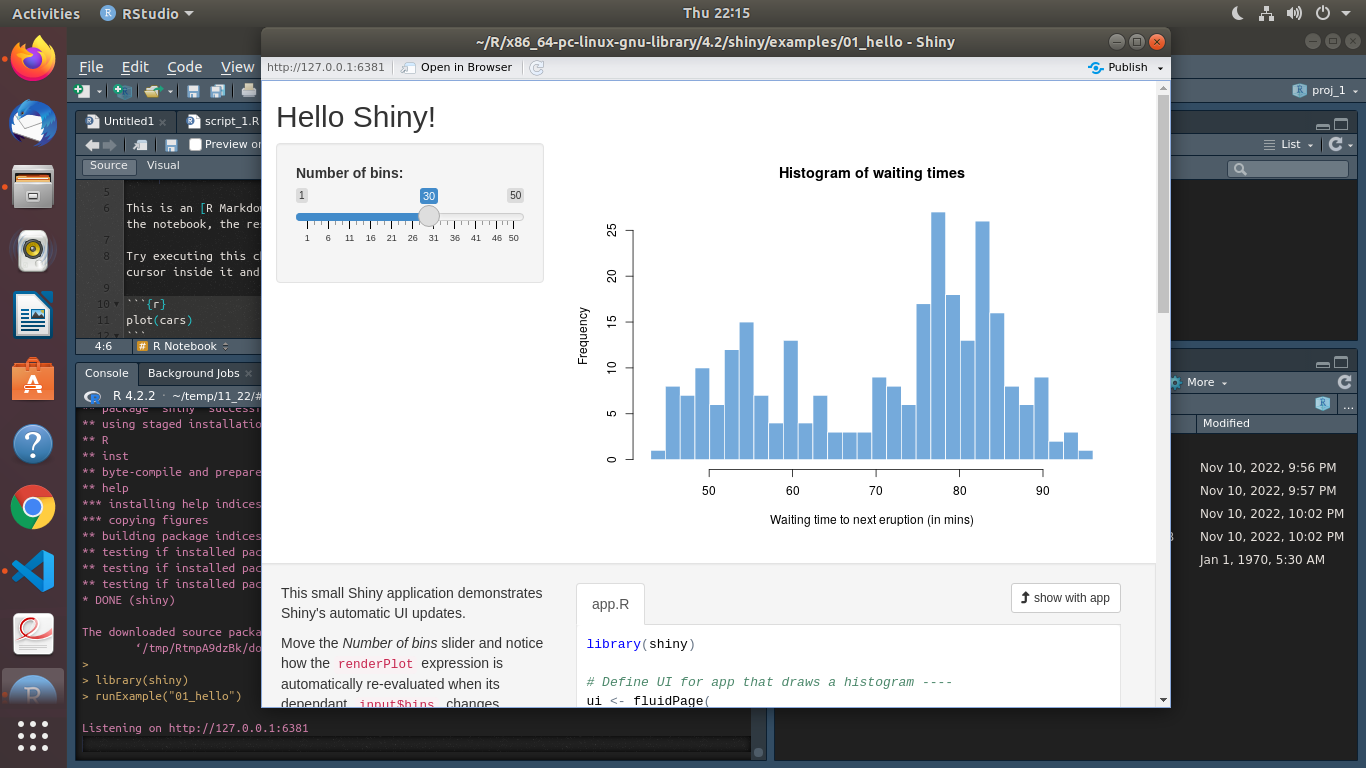 Activities
RStudio
Thu 22:15
~/R/x86_64-pc-linux-gnu-library/4.2/shiny/examples/01_hello - Shiny
File Edit Code View
http://127.0.0.1:6381
Open in Browser
Publish
proj_1
Untitled1
script_1.R
List
Preview on
Source Visual
5
6 This is an [R Markdow
the notebook, the res
7
8 Try executing this ch
cursor inside it and
9
10 ```{r}
11 plot(cars)
12 ```
4:6
# R Notebook
Hello Shiny!
Number of bins:
1 30 50
1 6 11 16 21 26 31 36 41 46 50
Histogram of waiting times
Frequency
25
20
15
10
5
0
50 60 70 80 90
Waiting time to next eruption (in mins)
Console Background Jobs
R 4.2.2 · ~/temp/11_22/#
** package 'shiny' successf
** using staged installatio
** R
** inst
** byte-compile and prepare
** help
*** installing help indices
*** copying figures
** building package indices
** testing if installed pac
** testing if installed pac
** testing if installed pac
* DONE (shiny)
The downloaded source packa
‘/tmp/RtmpA9dzBk/do
>
> library(shiny)
> runExample("01_hello")
Listening on http://127.0.0.1:6381
This small Shiny application demonstrates
Shiny's automatic UI updates.
Move the Number of bins slider and notice
how the renderPlot expression is
automatically re-evaluated when its
dependant, input$bins, changes
app.R
show with app
library(shiny)
# Define UI for app that draws a histogram ----
ui <- fluidPage(
More
...
Modified
Nov 10, 2022, 9:56 PM
Nov 10, 2022, 9:57 PM
Nov 10, 2022, 10:02 PM
Nov 10, 2022, 10:02 PM
Jan 1, 1970, 5:30 AM